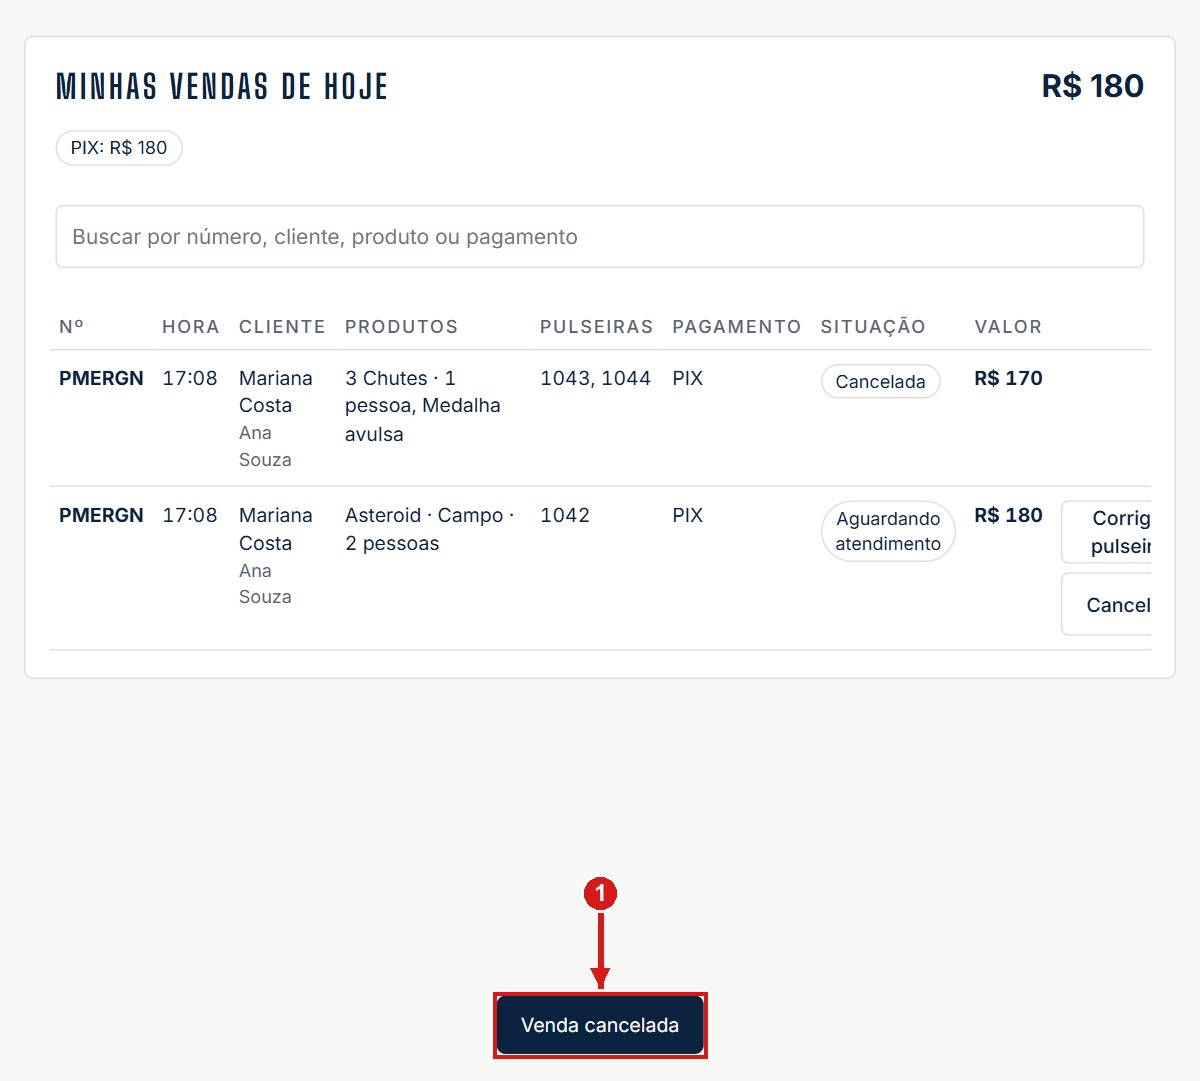 MINHAS VENDAS DE HOJE
R$ 180
PIX: R$ 180
Buscar por número, cliente, produto ou pagamento
Nº HORA CLIENTE PRODUTOS PULSEIRAS PAGAMENTO SITUAÇÃO VALOR
PMERGN 17:08 Mariana 3 Chutes · 1 1043, 1044 PIX Cancelada R$ 170
Costa pessoa, Medalha
Ana avulsa
Souza
PMERGN 17:08 Mariana Asteroid · Campo · 1042 PIX Aguardando R$ 180 Corrig
Costa 2 pessoas atendimento pulseir
Ana
Souza Cancel
1
Venda cancelada